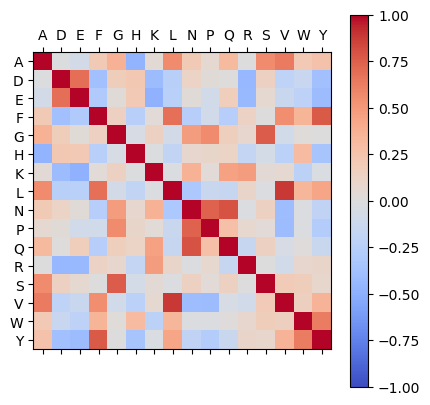 A D E F G H K L N P Q R S V W Y
A
D
E
F
G
H
K
L
N
P
Q
R
S
V
W
Y
1.00
0.75
0.50
0.25
0.00
−0.25
−0.50
−0.75
−1.00